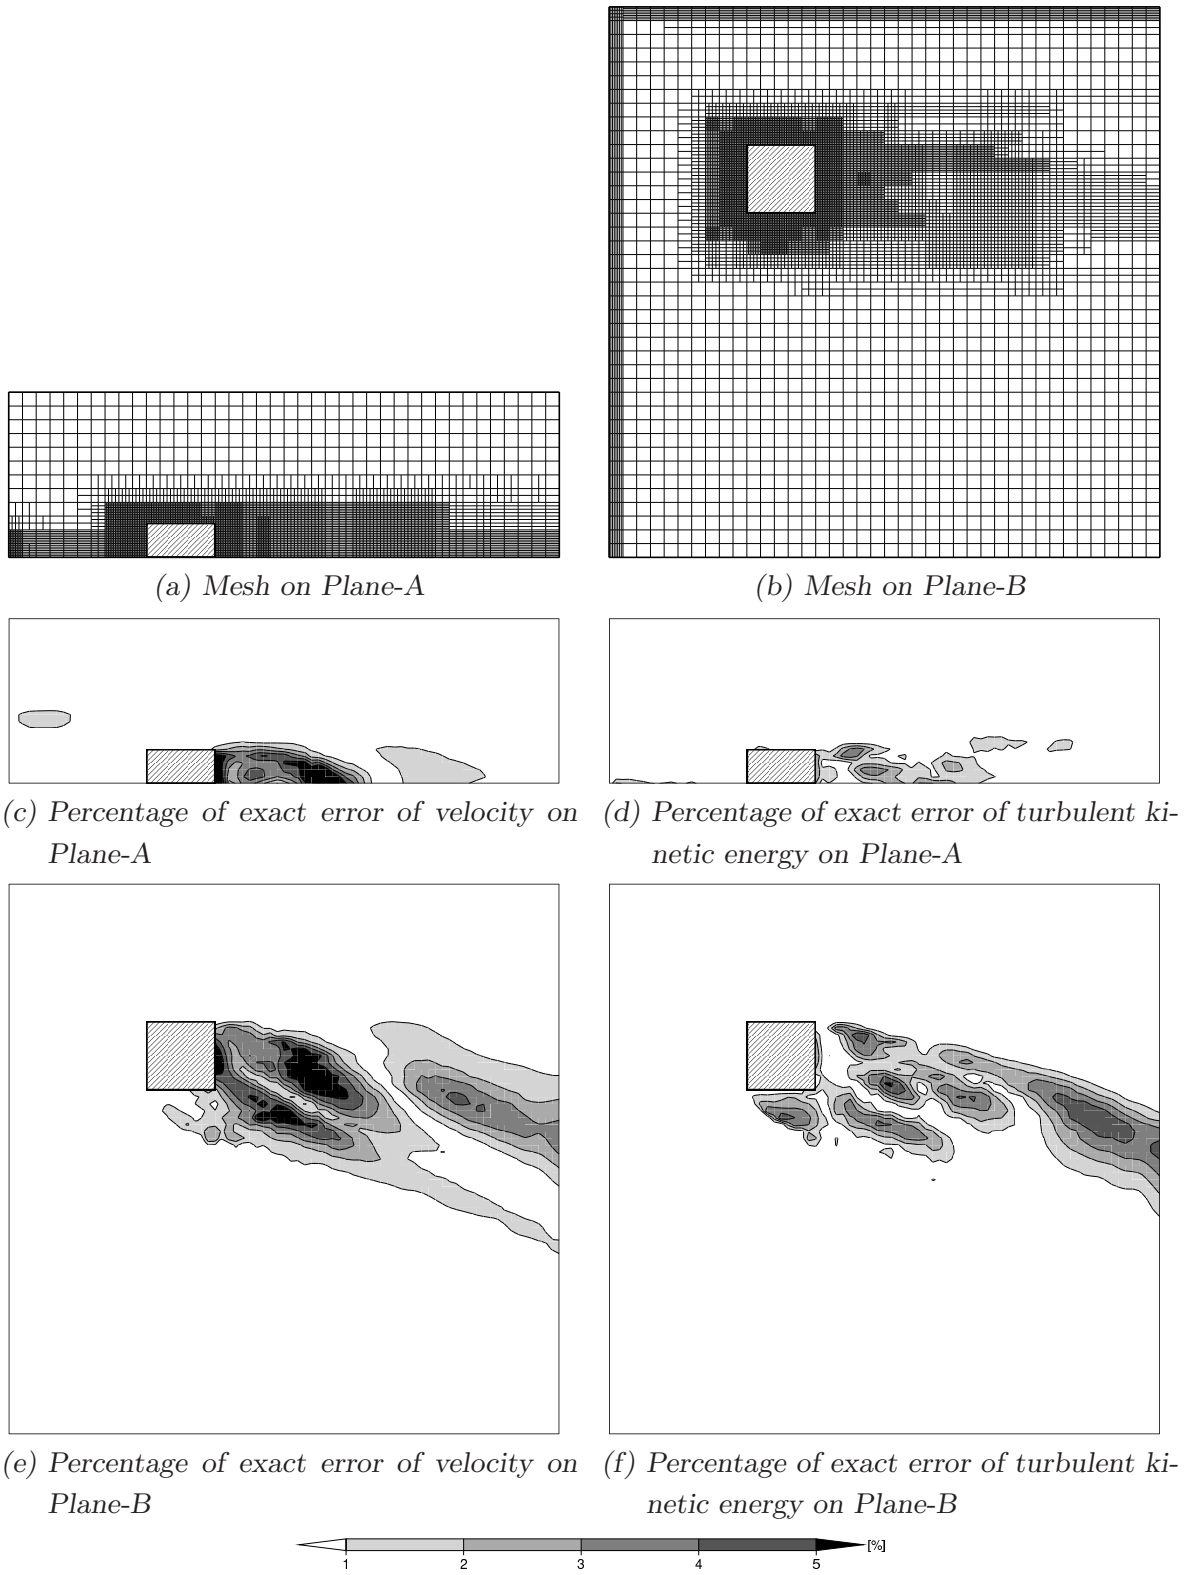 (a) Mesh on Plane-A
(b) Mesh on Plane-B
(c) Percentage of exact error of velocity on
Plane-A
(d) Percentage of exact error of turbulent ki-
netic energy on Plane-A
(e) Percentage of exact error of velocity on
Plane-B
(f) Percentage of exact error of turbulent ki-
netic energy on Plane-B
[%]
1 2 3 4 5